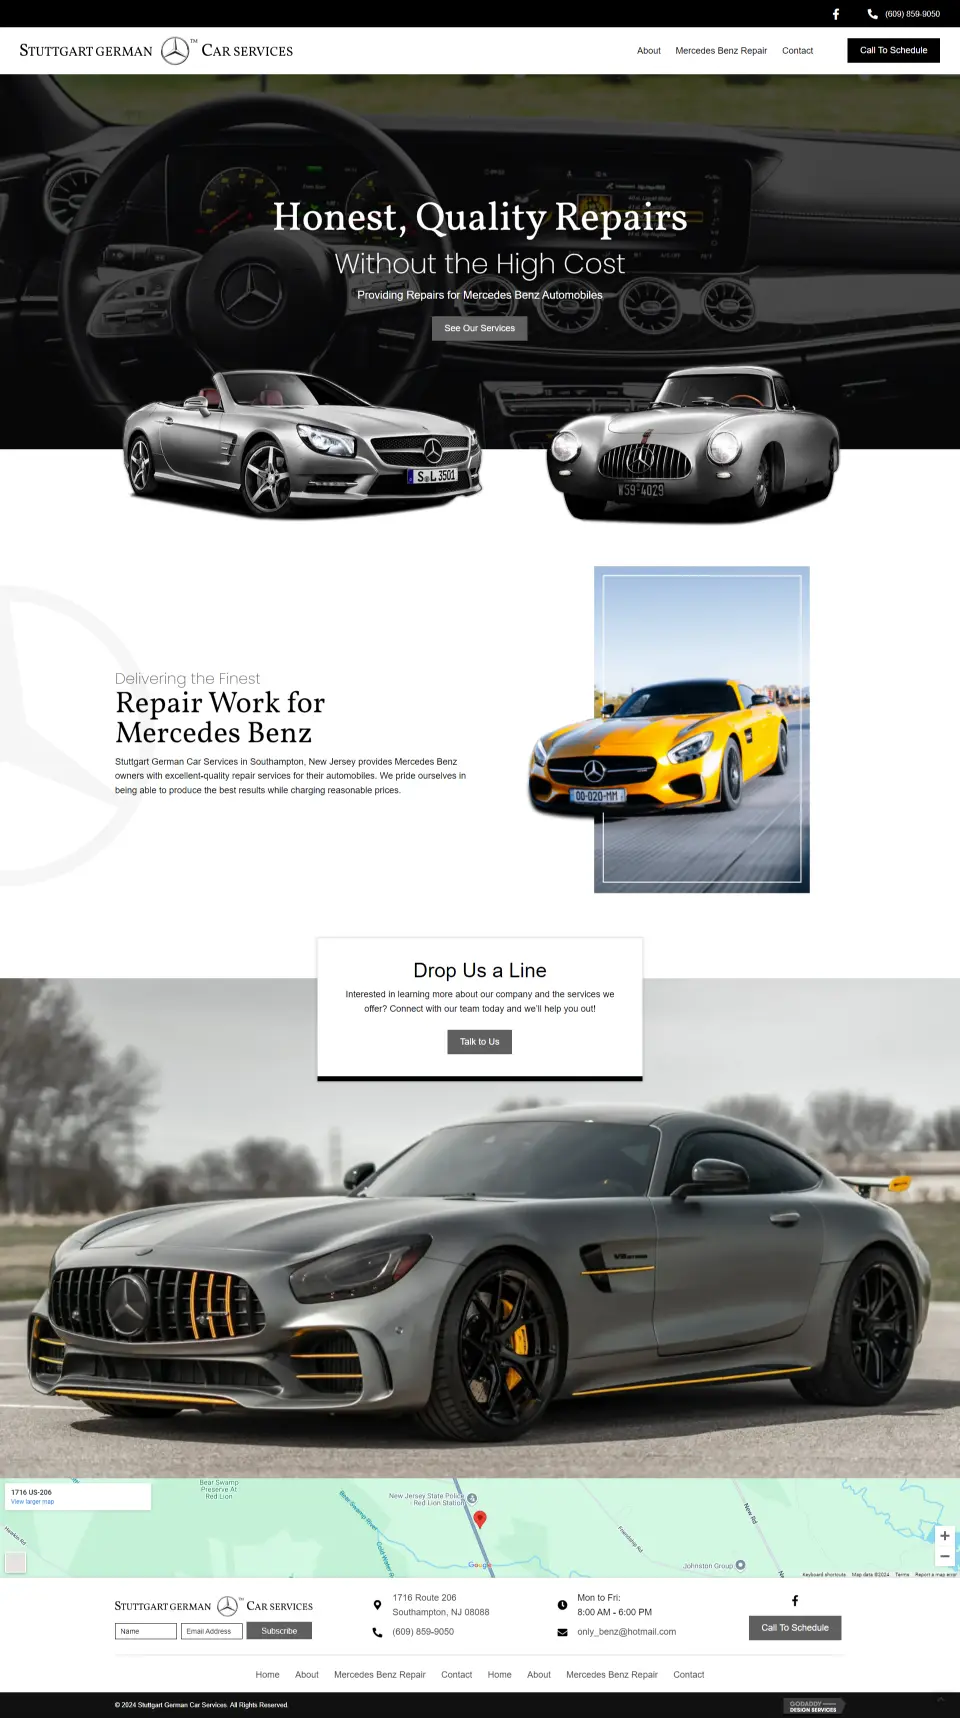 (609) 859-9050
STUTTGART GERMAN ™ CAR SERVICES
About Mercedes Benz Repair Contact Call To Schedule
Honest, Quality Repairs
Without the High Cost
Providing Repairs for Mercedes Benz Automobiles
See Our Services
S L 3501
W59-4029
Delivering the Finest
Repair Work for
Mercedes Benz
Stuttgart German Car Services in Southampton, New Jersey provides Mercedes Benz
owners with excellent-quality repair services for their automobiles. We pride ourselves in
being able to produce the best results while charging reasonable prices.
00-020-MM
Drop Us a Line
Interested in learning more about our company and the services we
offer? Connect with our team today and we'll help you out!
Talk to Us
1716 US-206
View larger map
Bear Swamp
Preserve At
Red Lion
New Jersey State Police
Red Lion Station
Bear Swamp River
Friendship Rd
New Rd
Hawkin Rd
Johnston Group
Google
Keyboard shortcuts Map data ©2024 Terms Report a map error
STUTTGART GERMAN ™ CAR SERVICES
Name Email Address Subscribe
1716 Route 206
Southampton, NJ 08088
(609) 859-9050
Mon to Fri:
8:00 AM - 6:00 PM
only_benz@hotmail.com
Call To Schedule
Home About Mercedes Benz Repair Contact Home About Mercedes Benz Repair Contact
© 2024 Stuttgart German Car Services. All Rights Reserved.
GODADDY
DESIGN SERVICES